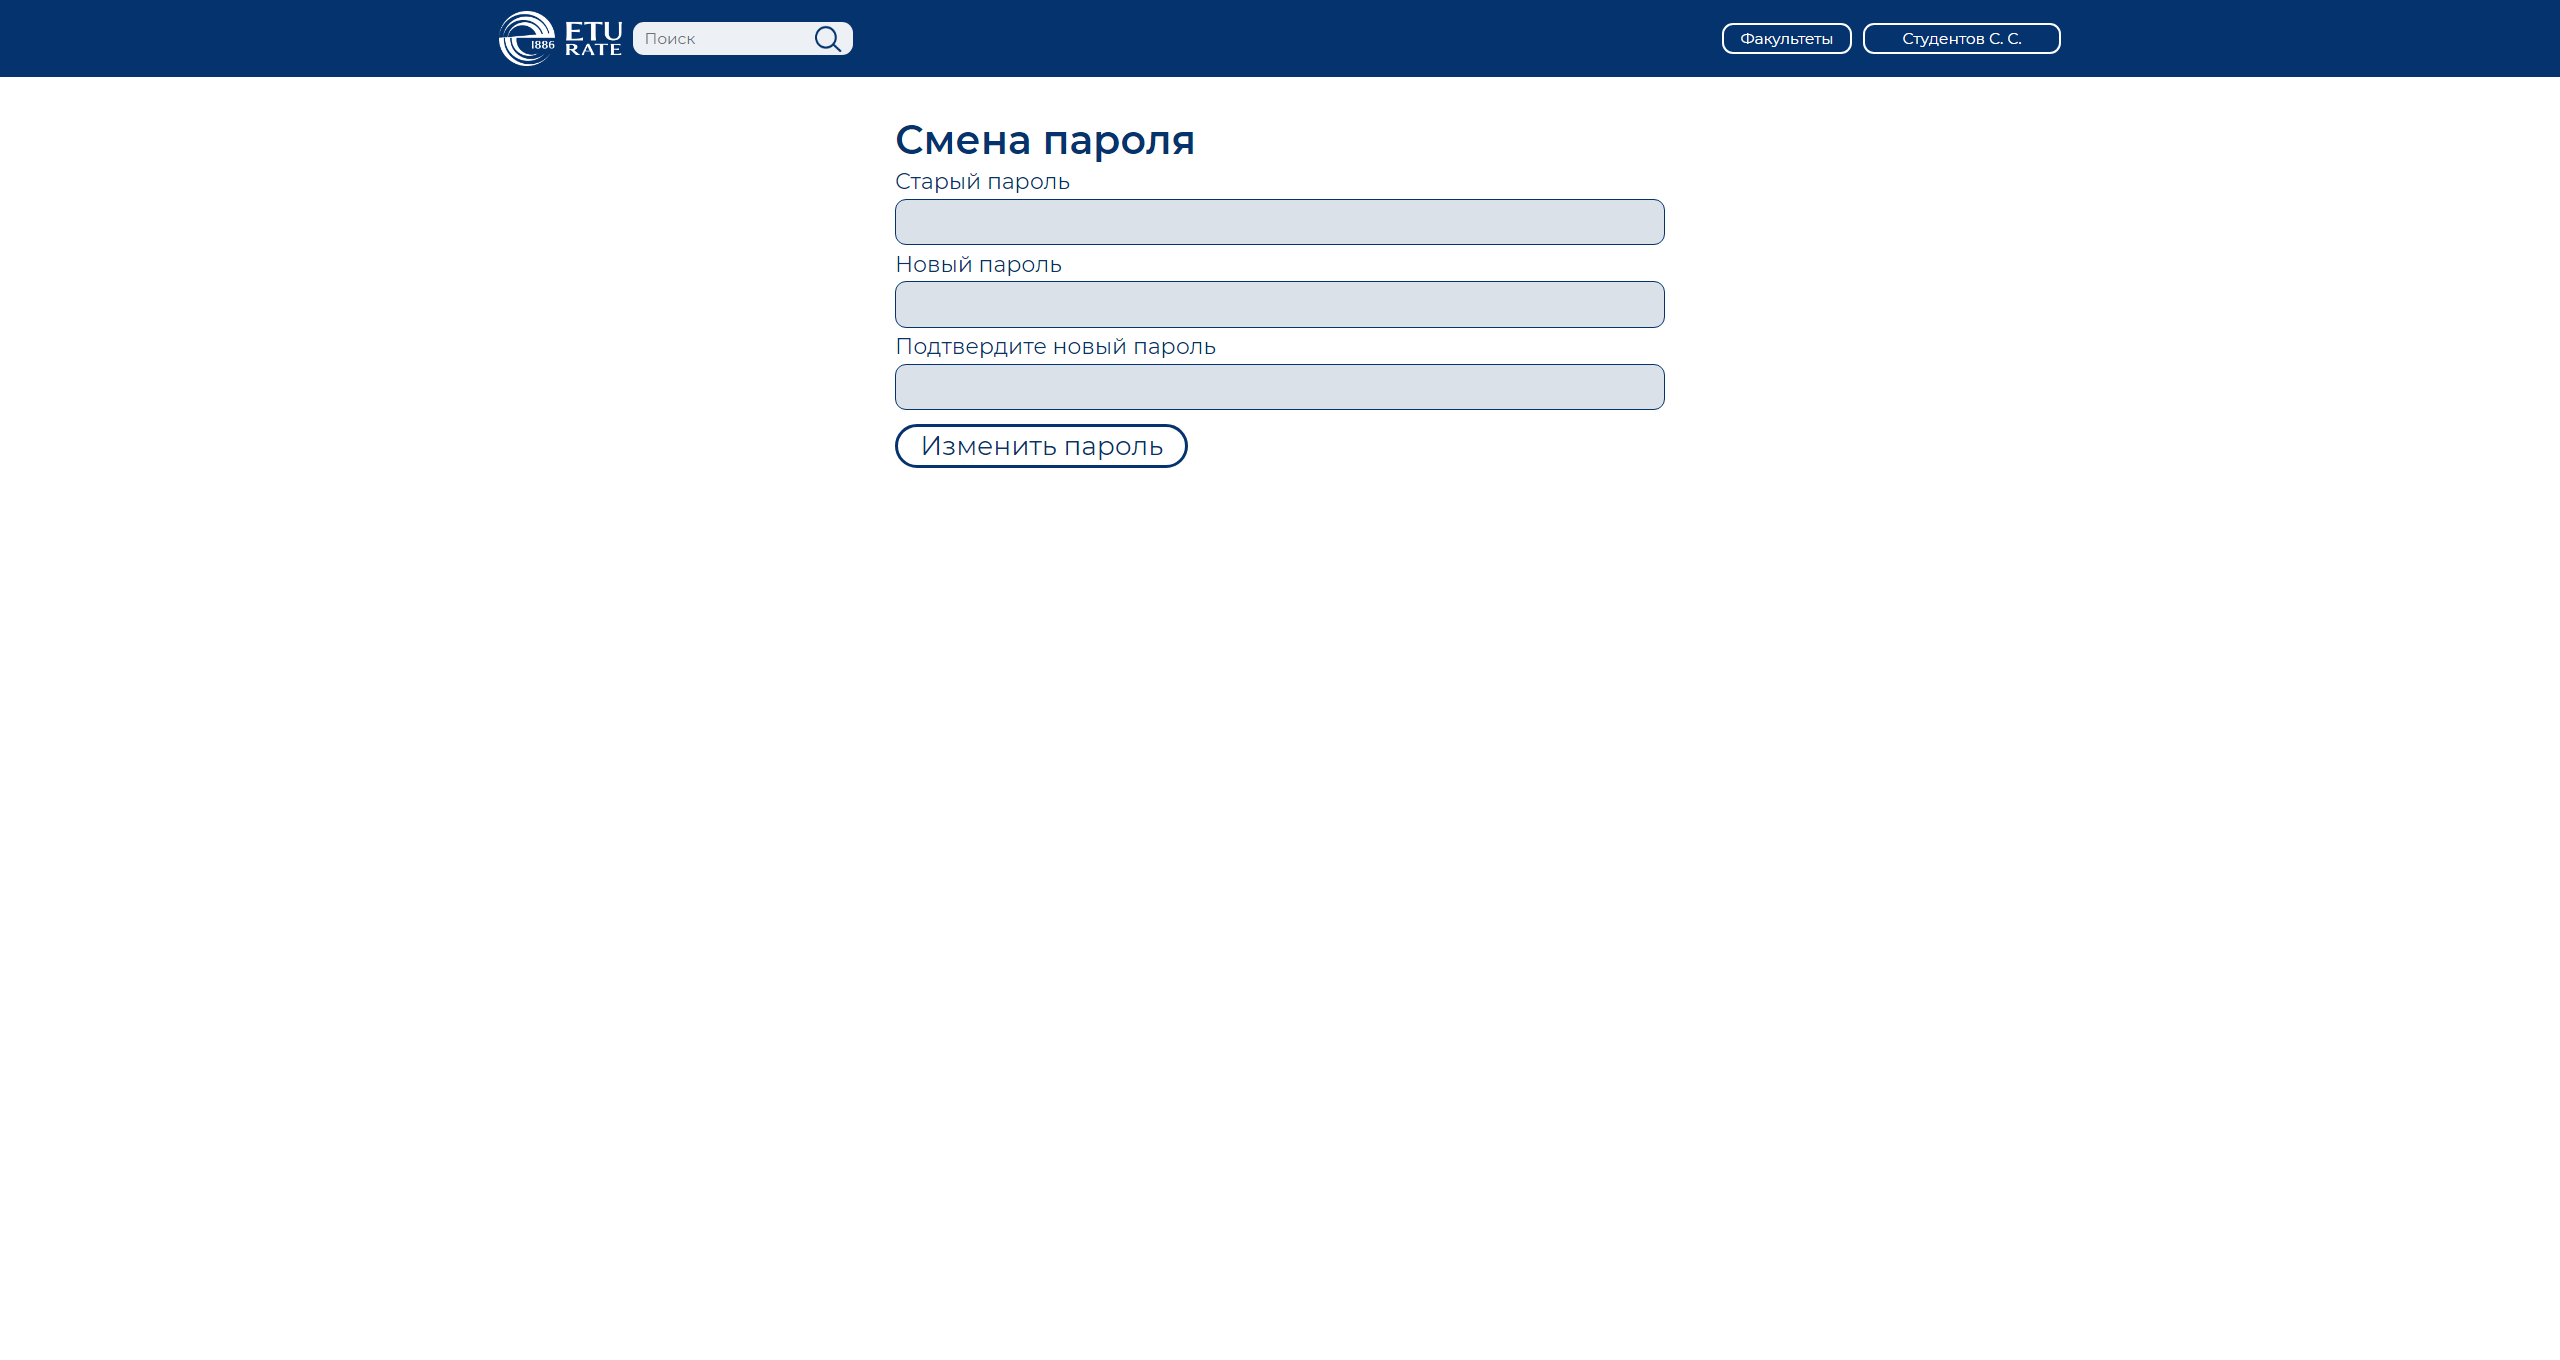 1886
ETU
RATE
Поиск
Факультеты
Студентов С. С.
Смена пароля
Старый пароль
Новый пароль
Подтвердите новый пароль
Изменить пароль